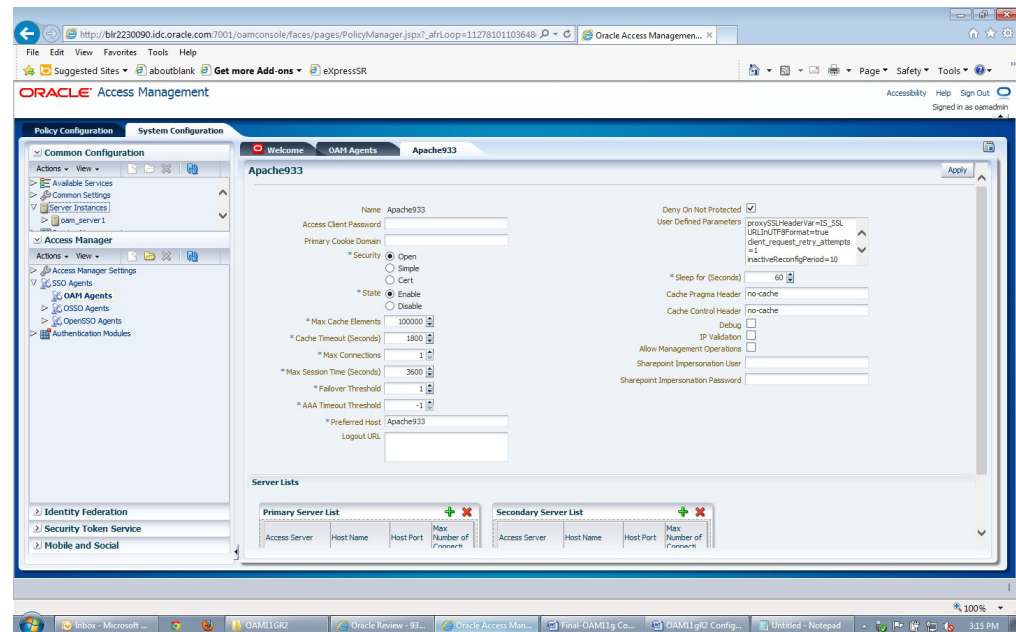 http://blr2230090.idc.oracle.com:7001/oamconsole/faces/pages/PolicyManager.jspx?_afrLoop=11278101103648
Oracle Access Managemen...
File Edit View Favorites Tools Help
Suggested Sites aboutblank Get more Add-ons eXpressSR
Page Safety Tools
ORACLE Access Management
Accessibility Help Sign Out
Signed in as oamadmin
Policy Configuration System Configuration
Common Configuration
Actions View
Available Services
Common Settings
Server Instances
oam_server1
Access Manager
Actions View
Access Manager Settings
SSO Agents
OAM Agents
OSSO Agents
OpenSSO Agents
Authentication Modules
Identity Federation
Security Token Service
Mobile and Social
Welcome OAM Agents Apache933
Apache933
Apply
Name Apache933
Access Client Password
Primary Cookie Domain
* Security Open
Simple
Cert
* State Enable
Disable
* Max Cache Elements 100000
* Cache Timeout (Seconds) 1800
* Max Connections 1
* Max Session Time (Seconds) 3600
* Failover Threshold 1
* AAA Timeout Threshold -1
* Preferred Host Apache933
Logout URL
Deny On Not Protected
User Defined Parameters
proxySSLHeaderVar=IS_SSL
URLInUTF8Format=true
client_request_retry_attempts
=1
inactiveReconfigPeriod=10
* Sleep for (Seconds) 60
Cache Pragma Header no-cache
Cache Control Header no-cache
Debug
IP Validation
Allow Management Operations
Sharepoint Impersonation User
Sharepoint Impersonation Password
Server Lists
Primary Server List
Access Server Host Name Host Port Max Number of Connecti
Secondary Server List
Access Server Host Name Host Port Max Number of Connecti
100%
Inbox - Microsoft ... OAM11GR2 Oracle Review - 93... Oracle Access Man... Final-OAM11g Co... OAM11gR2 Config... Untitled - Notepad 3:15 PM